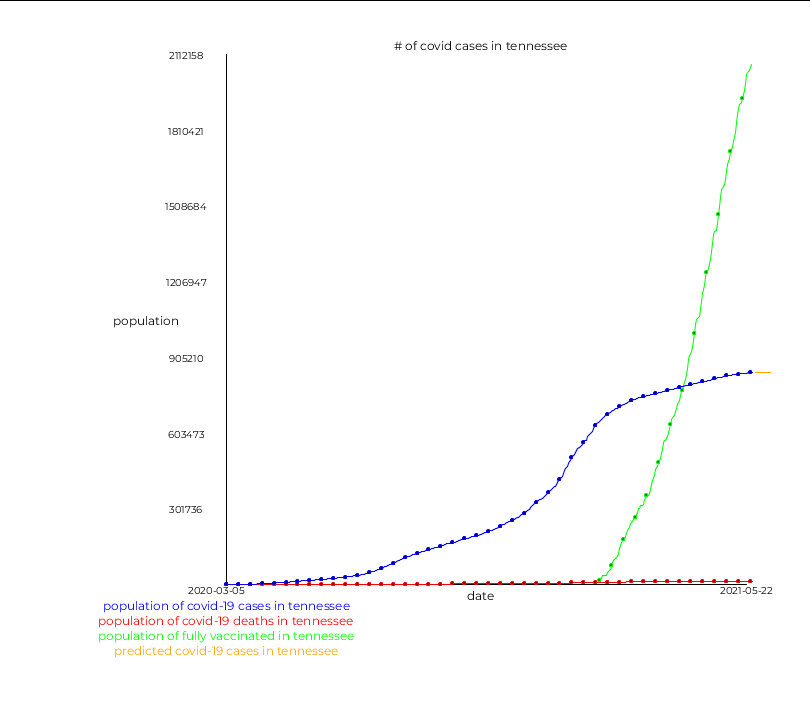 # of covid cases in tennessee
2112158
1810421
1508684
1206947
population
905210
603473
301736
2020-03-05
2021-05-22
date
population of covid-19 cases in tennessee
population of covid-19 deaths in tennessee
population of fully vaccinated in tennessee
predicted covid-19 cases in tennessee